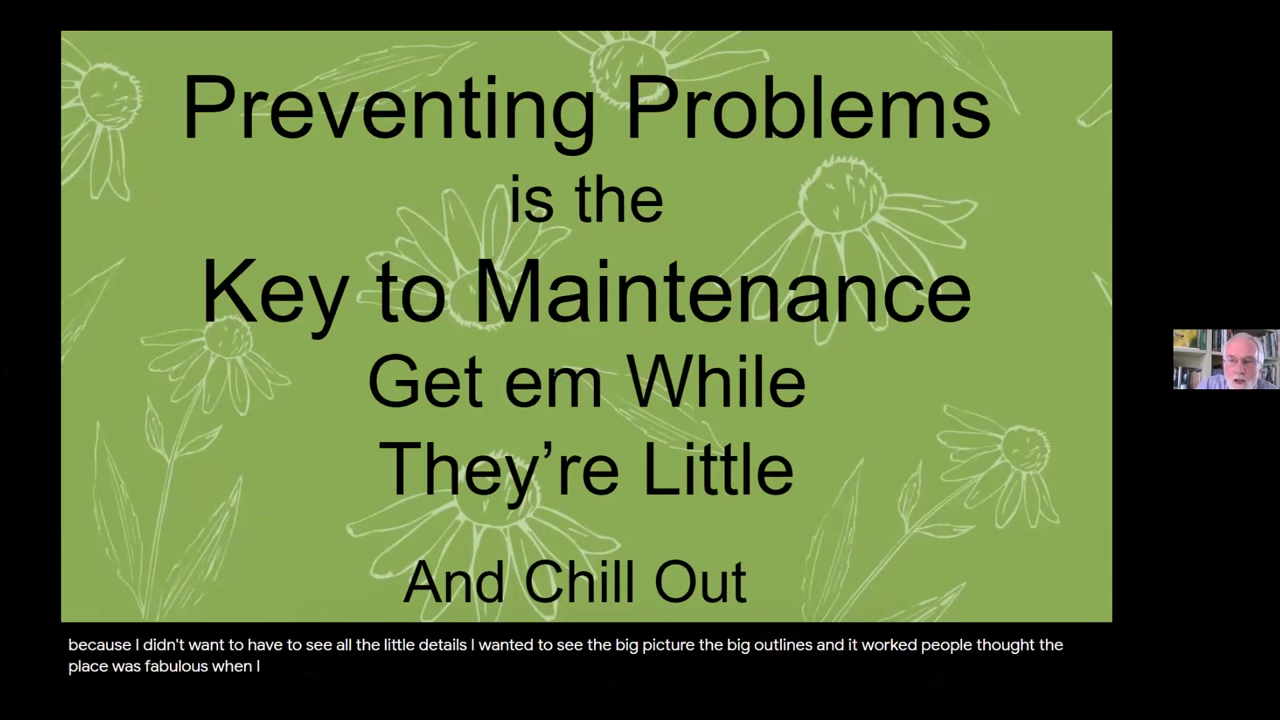 Preventing Problems
is the
Key to Maintenance
Get em While
They’re Little
And Chill Out
because I didn't want to have to see all the little details I wanted to see the big picture the big outlines and it worked people thought the
place was fabulous when I